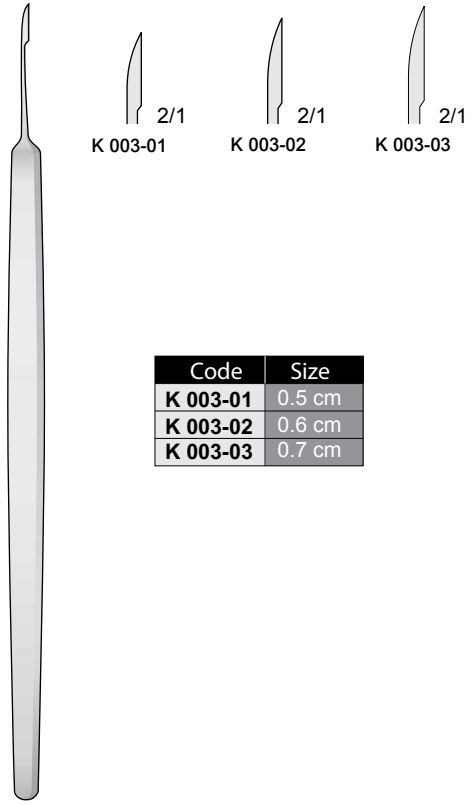 2/1 2/1 2/1
K 003-01 K 003-02 K 003-03
Code Size
K 003-01 0.5 cm
K 003-02 0.6 cm
K 003-03 0.7 cm